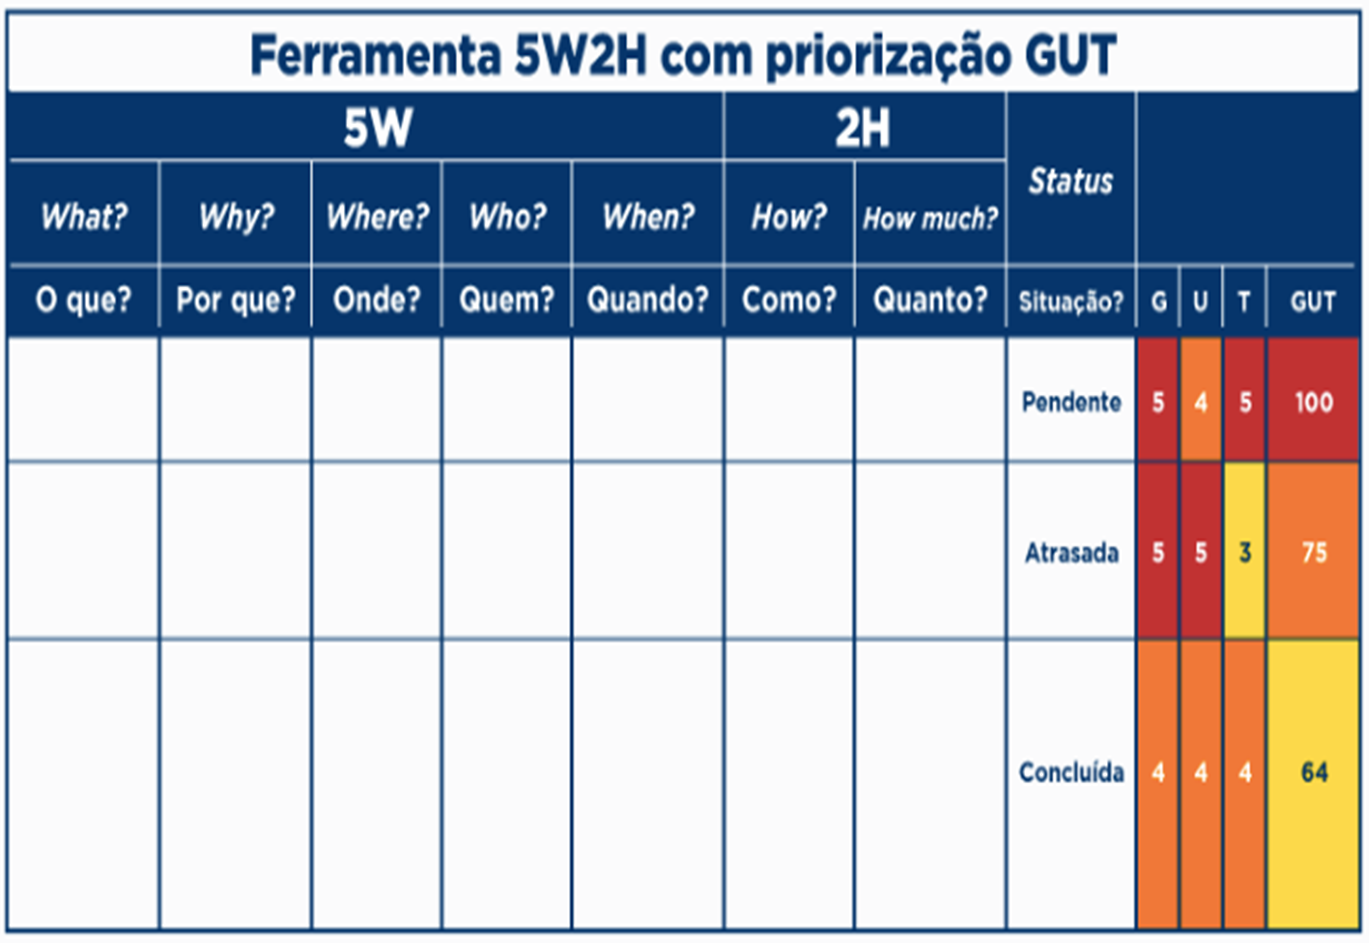 Ferramenta 5W2H com priorização GUT
5W 2H
Status
What? Why? Where? Who? When? How? How much?
O que? Por que? Onde? Quem? Quando? Como? Quanto? Situação? G U T GUT
Pendente 5 4 5 100
Atrasada 5 5 3 75
Concluída 4 4 4 64